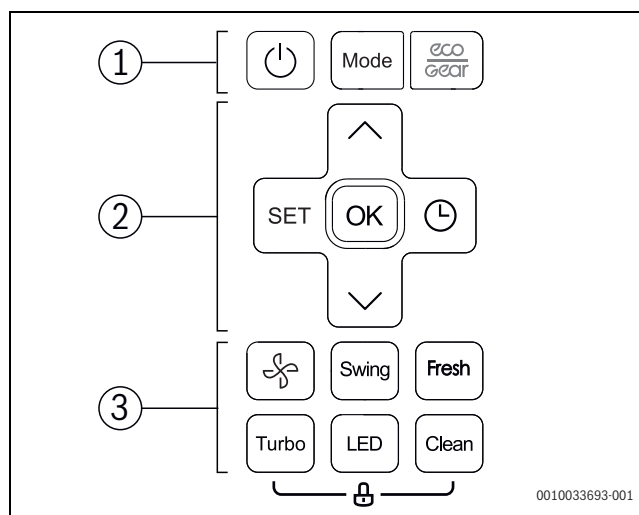 1
Mode
eco
Gear
2
SET
OK
3
Swing
Fresh
Turbo
LED
Clean
0010033693-001